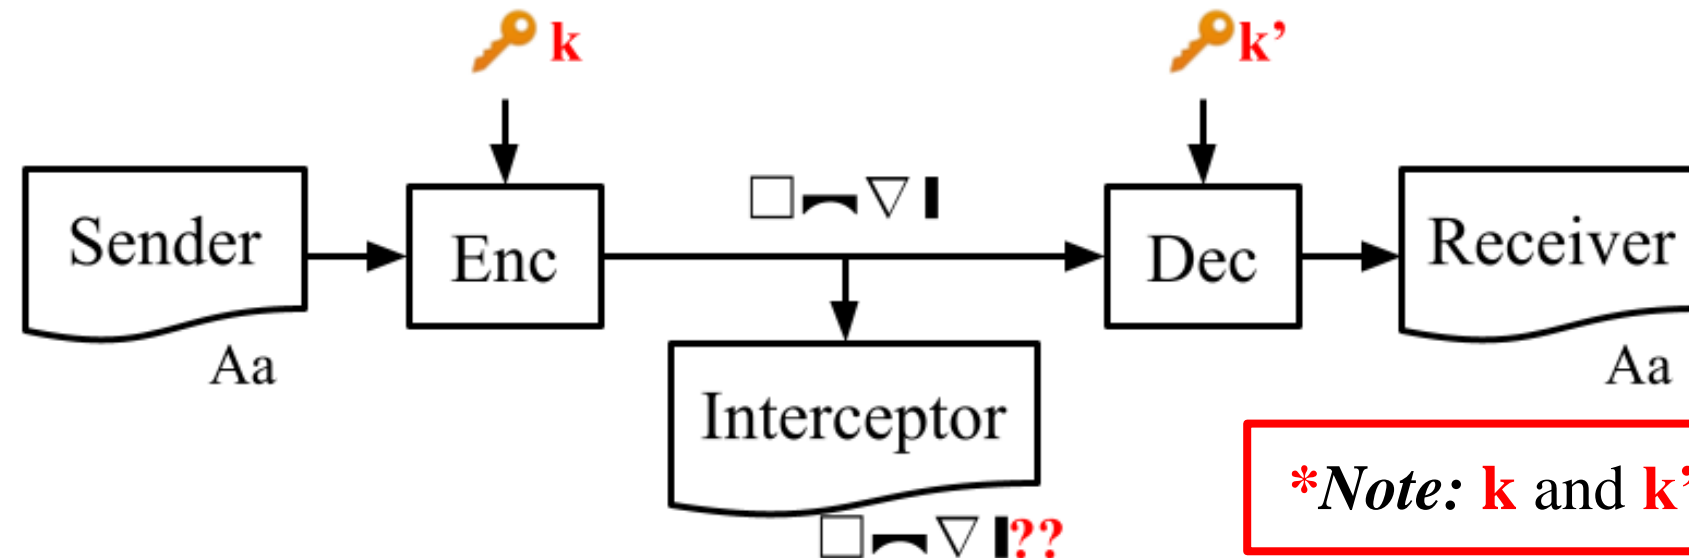 k
k’
□ ▽ ▌
Sender
Enc
Dec
Receiver
Aa
Aa
Interceptor
*Note: k and k’
□ ▽ ▌??